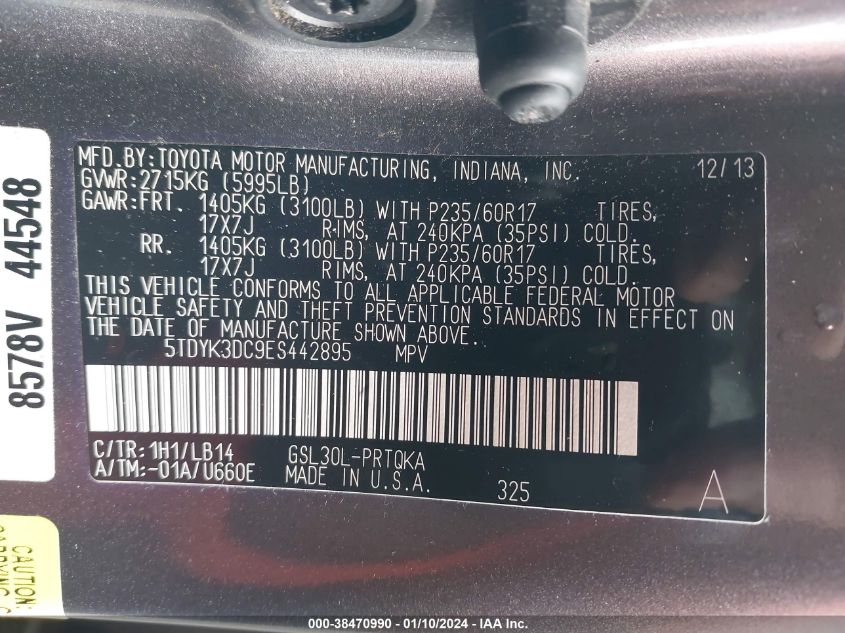 MFD.BY:TOYOTA MOTOR MANUFACTURING, INDIANA, INC. 12/13
GVWR:2715KG (5995LB)
GAWR:FRT. 1405KG (3100LB) WITH P235/60R17 TIRES,
17X7J RIMS, AT 240KPA (35PSI) COLD.
RR. 1405KG (3100LB) WITH P235/60R17 TIRES,
17X7J RIMS, AT 240KPA (35PSI) COLD.
THIS VEHICLE CONFORMS TO ALL APPLICABLE FEDERAL MOTOR
VEHICLE SAFETY AND THEFT PREVENTION STANDARDS IN EFFECT ON
THE DATE OF MANUFACTURE SHOWN ABOVE.
5TDYK3DC9ES442895 MPV
C/TR:1H1/LB14 GSL30L-PRTQKA
A/TM:-01A/U660E MADE IN U.S.A. 325
A
8578V 44548
CAUTION:
000-38470990 - 01/10/2024 - IAA, Inc.